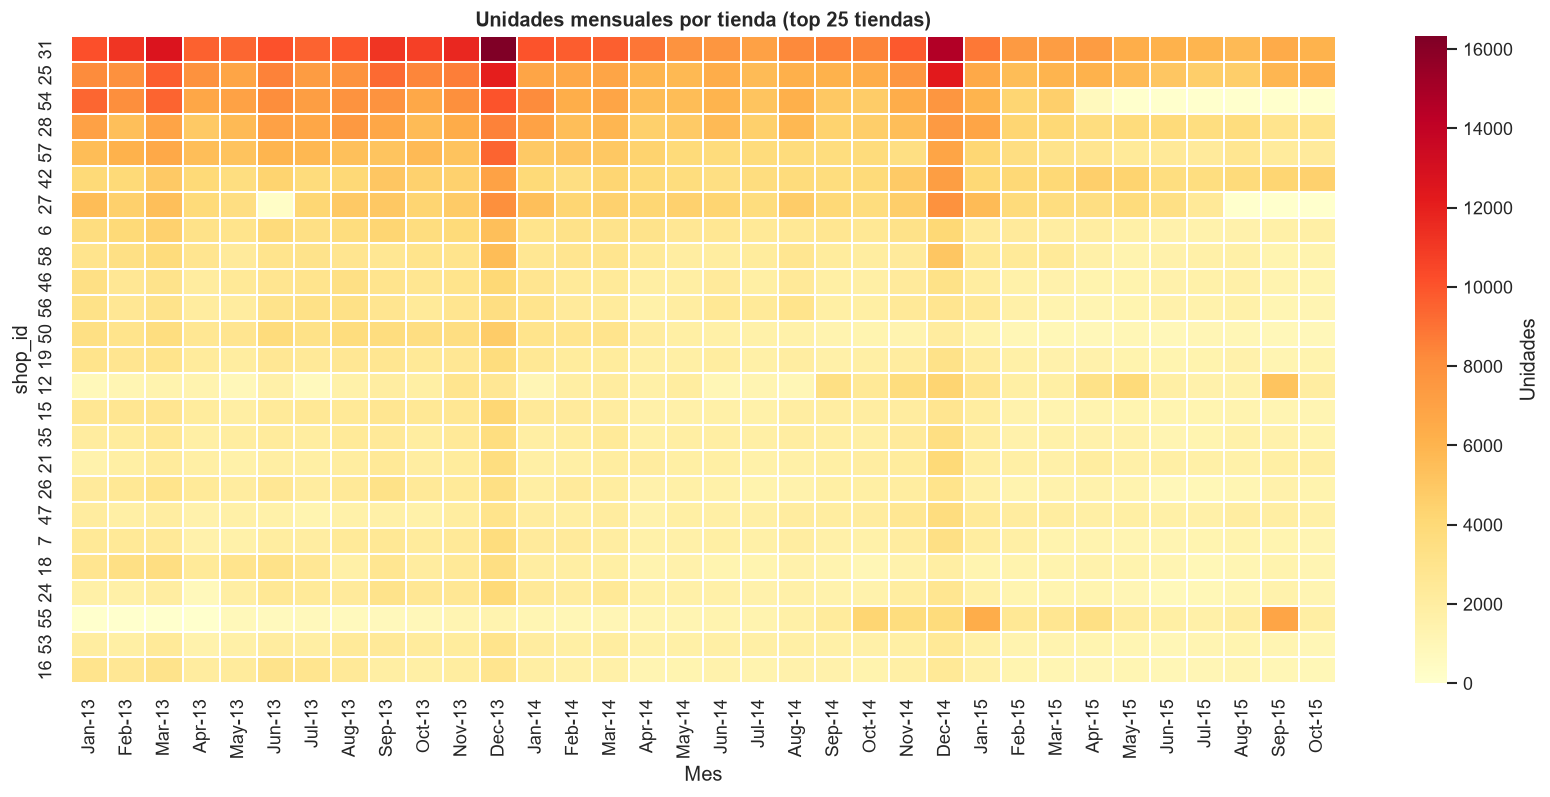 Unidades mensuales por tienda (top 25 tiendas)
shop_id
31
25
54
28
57
42
27
6
58
46
56
50
19
12
15
35
21
26
47
7
18
24
55
53
16
Jan-13
Feb-13
Mar-13
Apr-13
May-13
Jun-13
Jul-13
Aug-13
Sep-13
Oct-13
Nov-13
Dec-13
Jan-14
Feb-14
Mar-14
Apr-14
May-14
Jun-14
Jul-14
Aug-14
Sep-14
Oct-14
Nov-14
Dec-14
Jan-15
Feb-15
Mar-15
Apr-15
May-15
Jun-15
Jul-15
Aug-15
Sep-15
Oct-15
Mes
16000
14000
12000
10000
8000
6000
4000
2000
0
Unidades